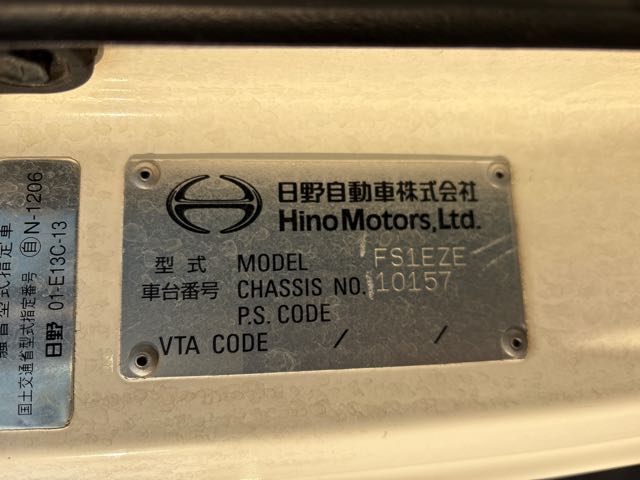 日野自動車株式会社
Hino Motors, Ltd.
型式 MODEL FS1EZE
車台番号 CHASSIS NO. 10157
P.S. CODE
VTA CODE / /
国土交通省型式指定番号 自 N-1206
日野 01-E13C-13